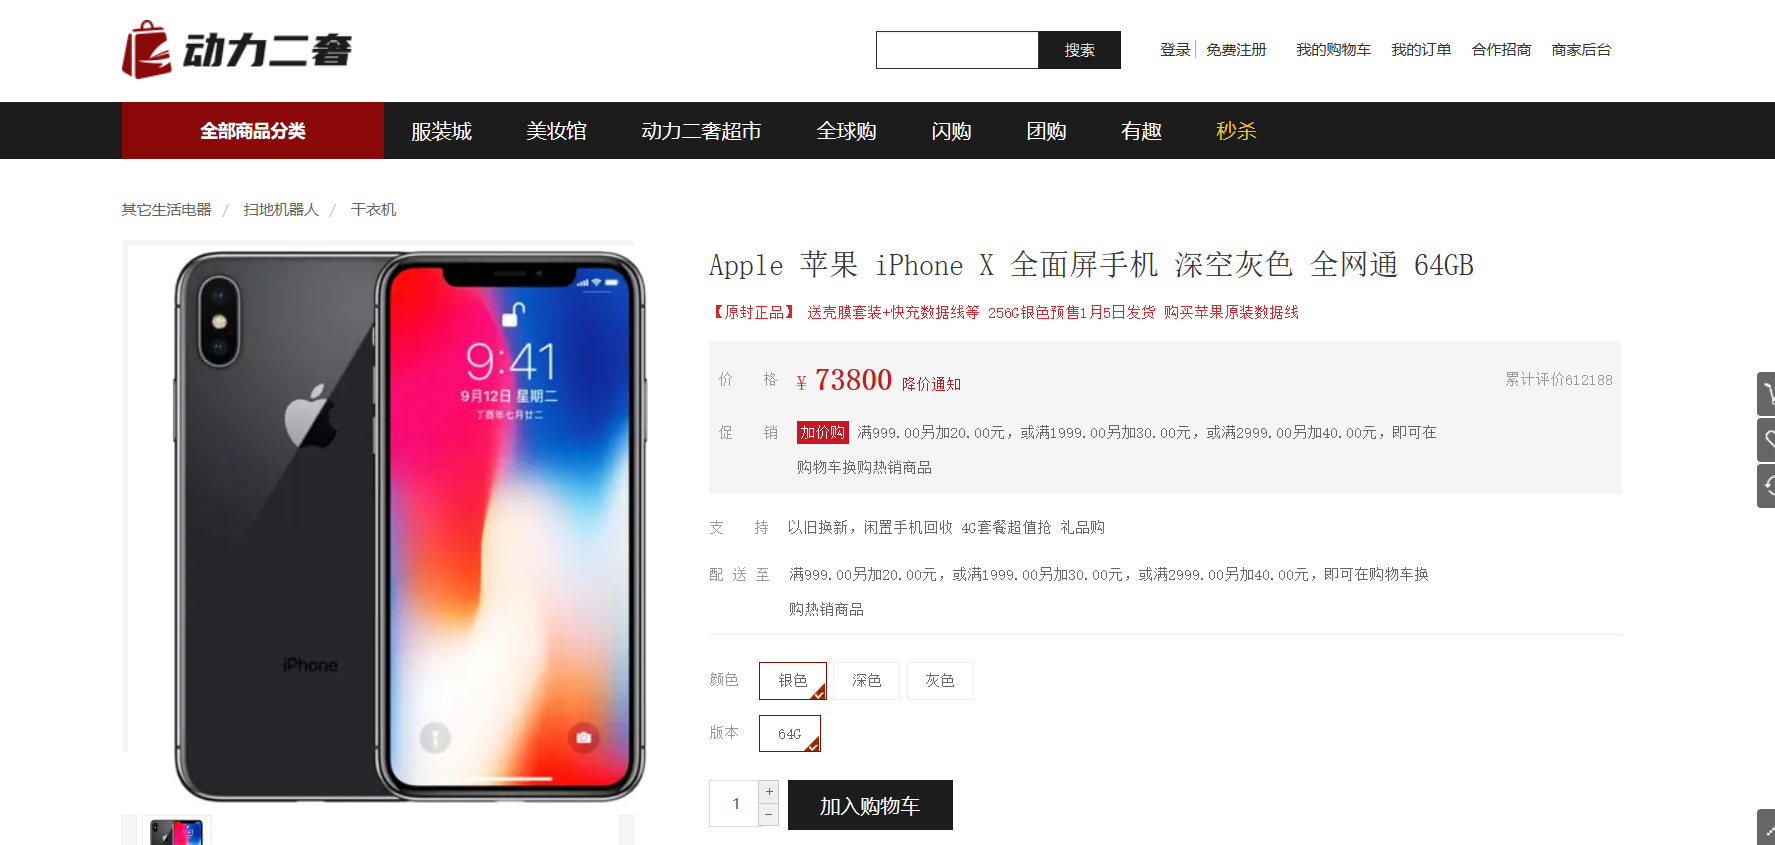 动力二奢
搜索
登录 免费注册 我的购物车 我的订单 合作招商 商家后台
全部商品分类 服装城 美妆馆 动力二奢超市 全球购 闪购 团购 有趣 秒杀
其它生活电器 / 扫地机器人 / 干衣机
Apple 苹果 iPhone X 全面屏手机 深空灰色 全网通 64GB
【原封正品】 送壳膜套装+快充数据线等 256G银色预售1月5日发货 购买苹果原装数据线
价 格 ¥ 73800 降价通知 累计评价612188
促 销 加价购 满999.00另加20.00元，或满1999.00另加30.00元，或满2999.00另加40.00元，即可在
购物车换购热销商品
支 持 以旧换新，闲置手机回收 4G套餐超值抢 礼品购
配 送 至 满999.00另加20.00元，或满1999.00另加30.00元，或满2999.00另加40.00元，即可在购物车换
购热销商品
颜色 银色 深色 灰色
版本 64G
1 + − 加入购物车
9:41
9月12日 星期二
丁酉年七月廿二
iPhone